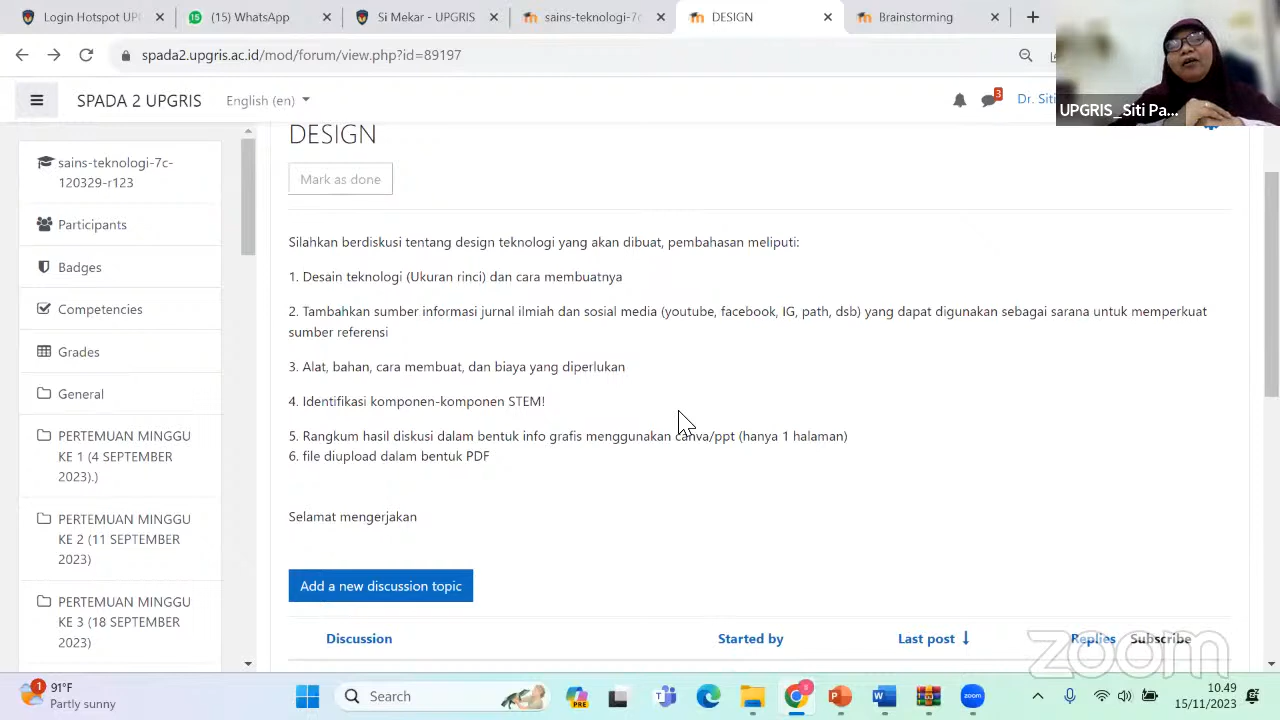 Login Hotspot UPG
(15) WhatsApp
Si Mekar - UPGRIS
sains-teknologi-7c
DESIGN
Brainstorming
15
spada2.upgris.ac.id/mod/forum/view.php?id=89197
SPADA 2 UPGRIS
English (en)
3
Dr. Siti
UPGRIS_Siti Pa...
DESIGN
Mark as done
sains-teknologi-7c-
120329-r123
Participants
Badges
Competencies
Grades
General
PERTEMUAN MINGGU
KE 1 (4 SEPTEMBER
2023).)
PERTEMUAN MINGGU
KE 2 (11 SEPTEMBER
2023)
PERTEMUAN MINGGU
KE 3 (18 SEPTEMBER
2023)
Silahkan berdiskusi tentang design teknologi yang akan dibuat, pembahasan meliputi:
1. Desain teknologi (Ukuran rinci) dan cara membuatnya
2. Tambahkan sumber informasi jurnal ilmiah dan sosial media (youtube, facebook, IG, path, dsb) yang dapat digunakan sebagai sarana untuk memperkuat
sumber referensi
3. Alat, bahan, cara membuat, dan biaya yang diperlukan
4. Identifikasi komponen-komponen STEM!
5. Rangkum hasil diskusi dalam bentuk info grafis menggunakan canva/ppt (hanya 1 halaman)
6. file diupload dalam bentuk PDF
Selamat mengerjakan
Add a new discussion topic
Discussion
Started by
Last post
Replies
Subscribe
zoom
1
91°F
Partly sunny
Search
PRE
8
zoom
10.49
15/11/2023